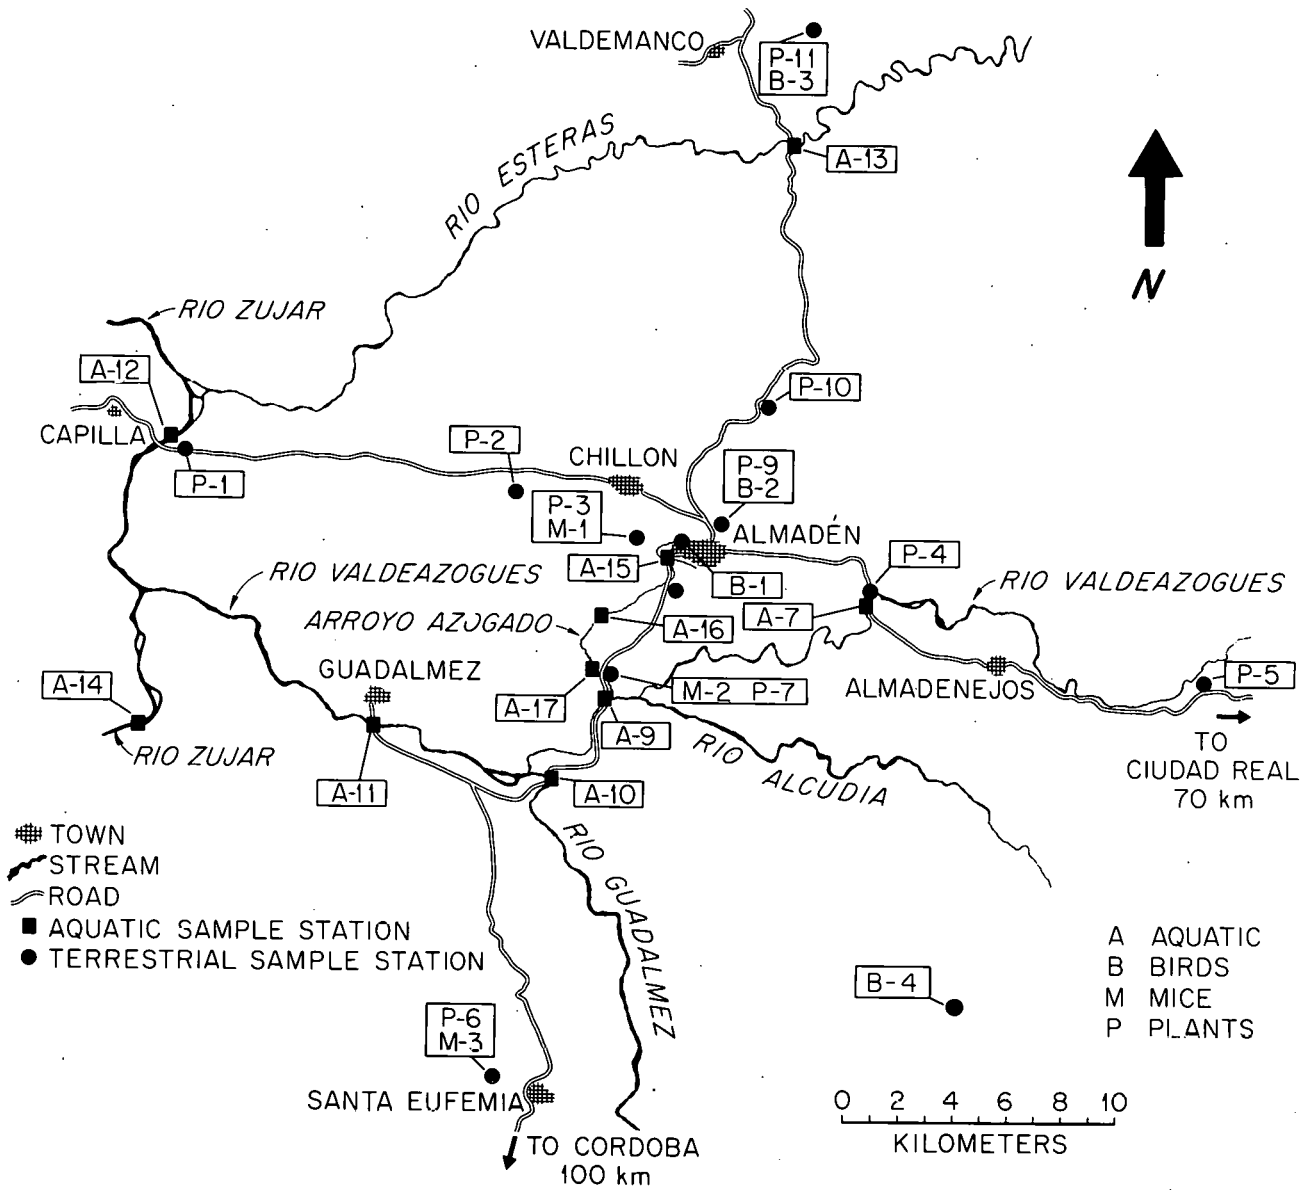 VALDEMANCO
P-11
B-3
A-13
RIO ESTERAS
N
RIO ZUJAR
A-12
P-10
CAPILLA
P-1
P-2
CHILLON
P-9
B-2
P-3
M-1
ALMADÉN
A-15
B-1
P-4
RIO VALDEAZOGUES
RIO VALDEAZOGUES
ARROYO AZOGADO
A-16
A-7
GUADALMEZ
A-14
M-2 P-7
ALMADENEJOS
P-5
A-17
A-9
RIO ZUJAR
RIO ALCUDIA
TO
CIUDAD REAL
70 km
A-11
A-10
TOWN
STREAM
ROAD
AQUATIC SAMPLE STATION
TERRESTRIAL SAMPLE STATION
RIO GUADALMEZ
A AQUATIC
B BIRDS
M MICE
P PLANTS
B-4
P-6
M-3
SANTA EUFEMIA
0 2 4 6 8 10
KILOMETERS
TO CORDOBA
100 km